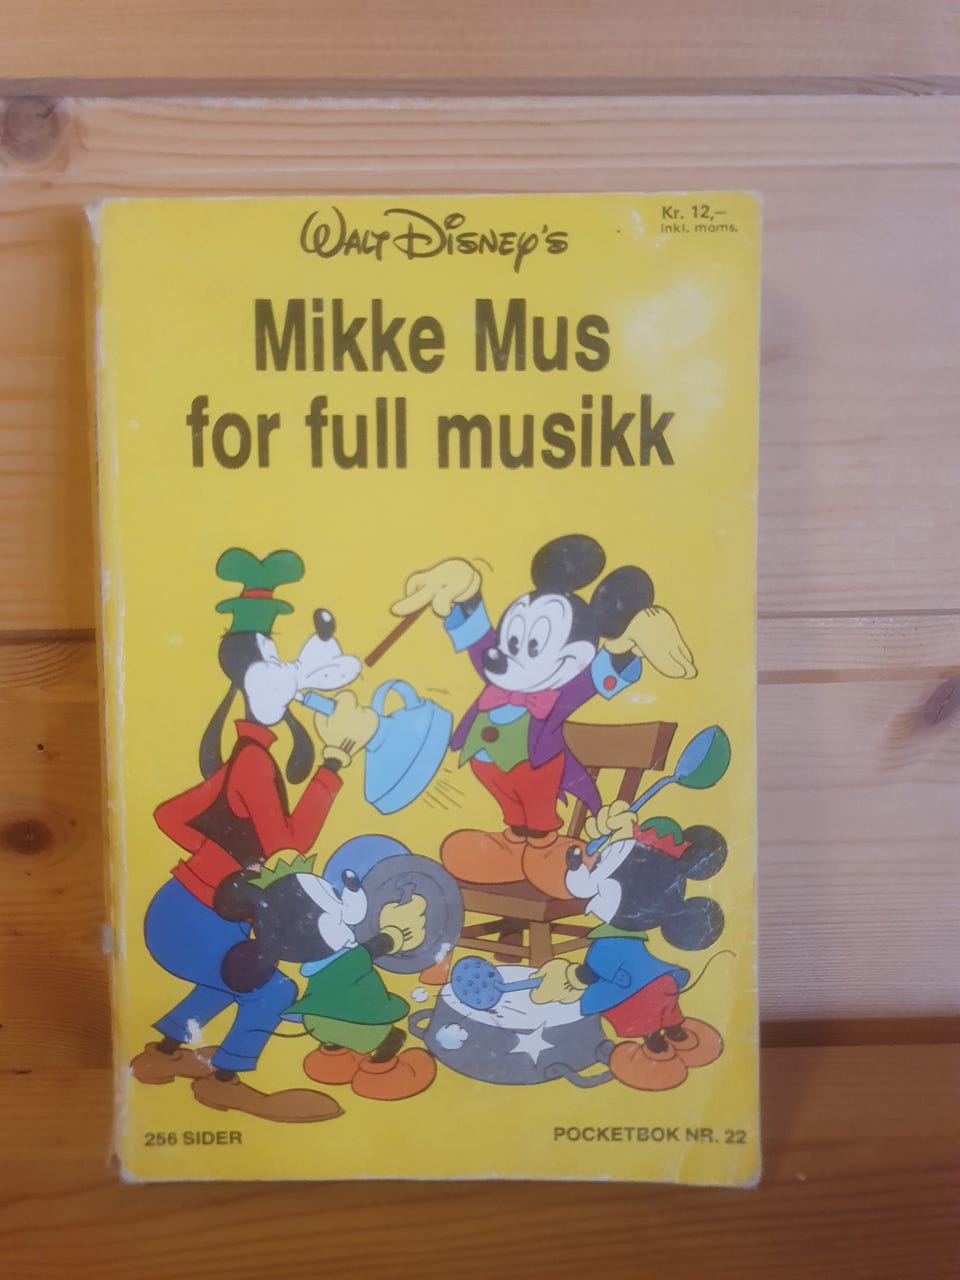 Walt Disney's
Kr. 12,–
inkl. moms.
Mikke Mus
for full musikk
256 SIDER
POCKETBOK NR. 22